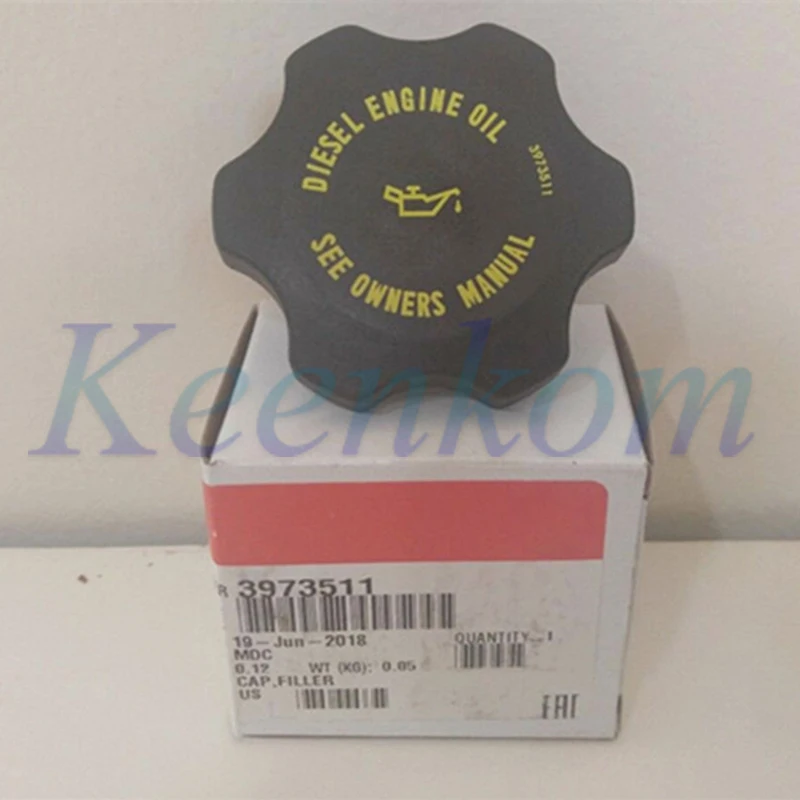 DIESEL ENGINE OIL
3973511
SEE OWNERS MANUAL
Keenkom
R 3973511
19-Jun-2018
QUANTITY 1
MDC
0.12 WT (KG): 0.05
CAP,FILLER
US
EAC